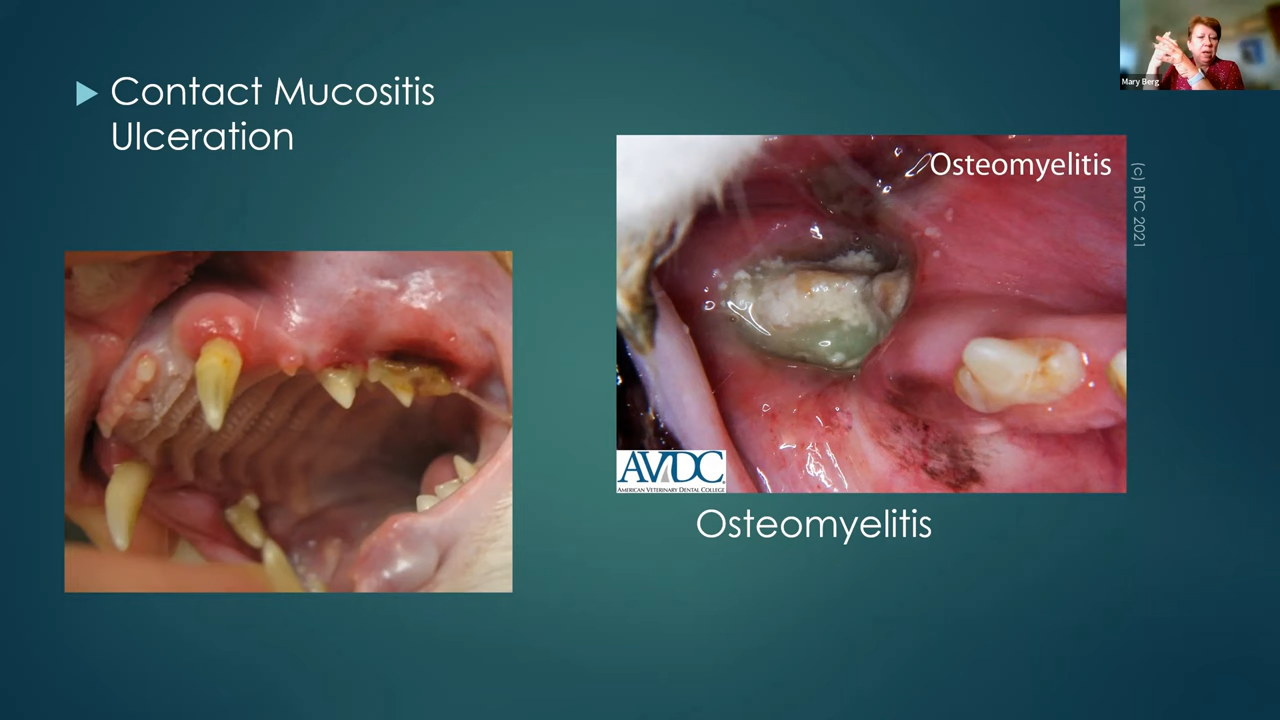 Contact Mucositis
Ulceration
Mary Berg
Osteomyelitis
(c) BTC 2021
AVDC
AMERICAN VETERINARY DENTAL COLLEGE
Osteomyelitis